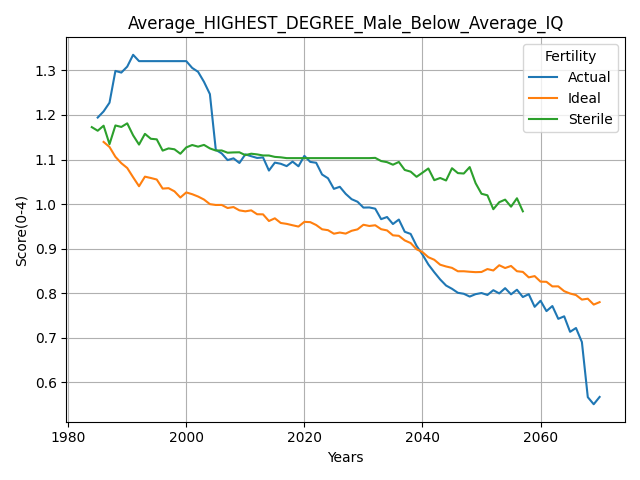 Average_HIGHEST_DEGREE_Male_Below_Average_IQ
Fertility
Actual
Ideal
Sterile
Score(0-4)
1.3
1.2
1.1
1.0
0.9
0.8
0.7
0.6
1980
2000
2020
2040
2060
Years